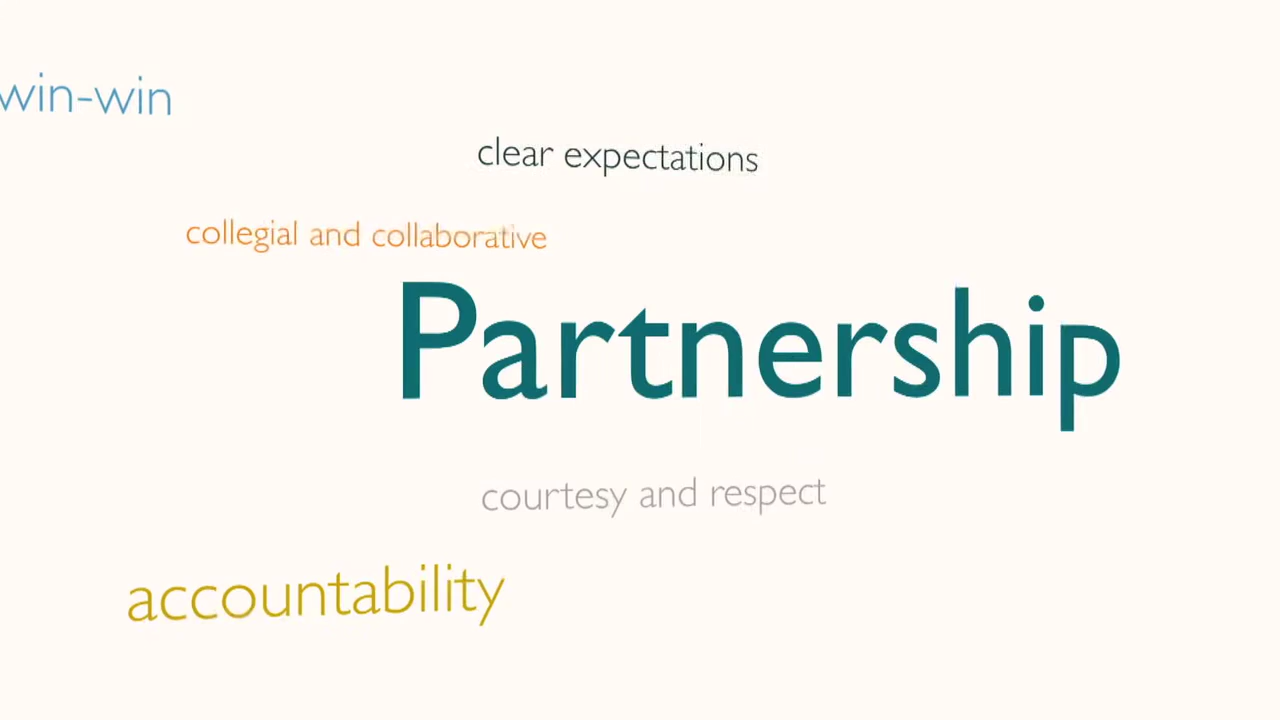 win-win
clear expectations
collegial and collaborative
Partnership
courtesy and respect
accountability